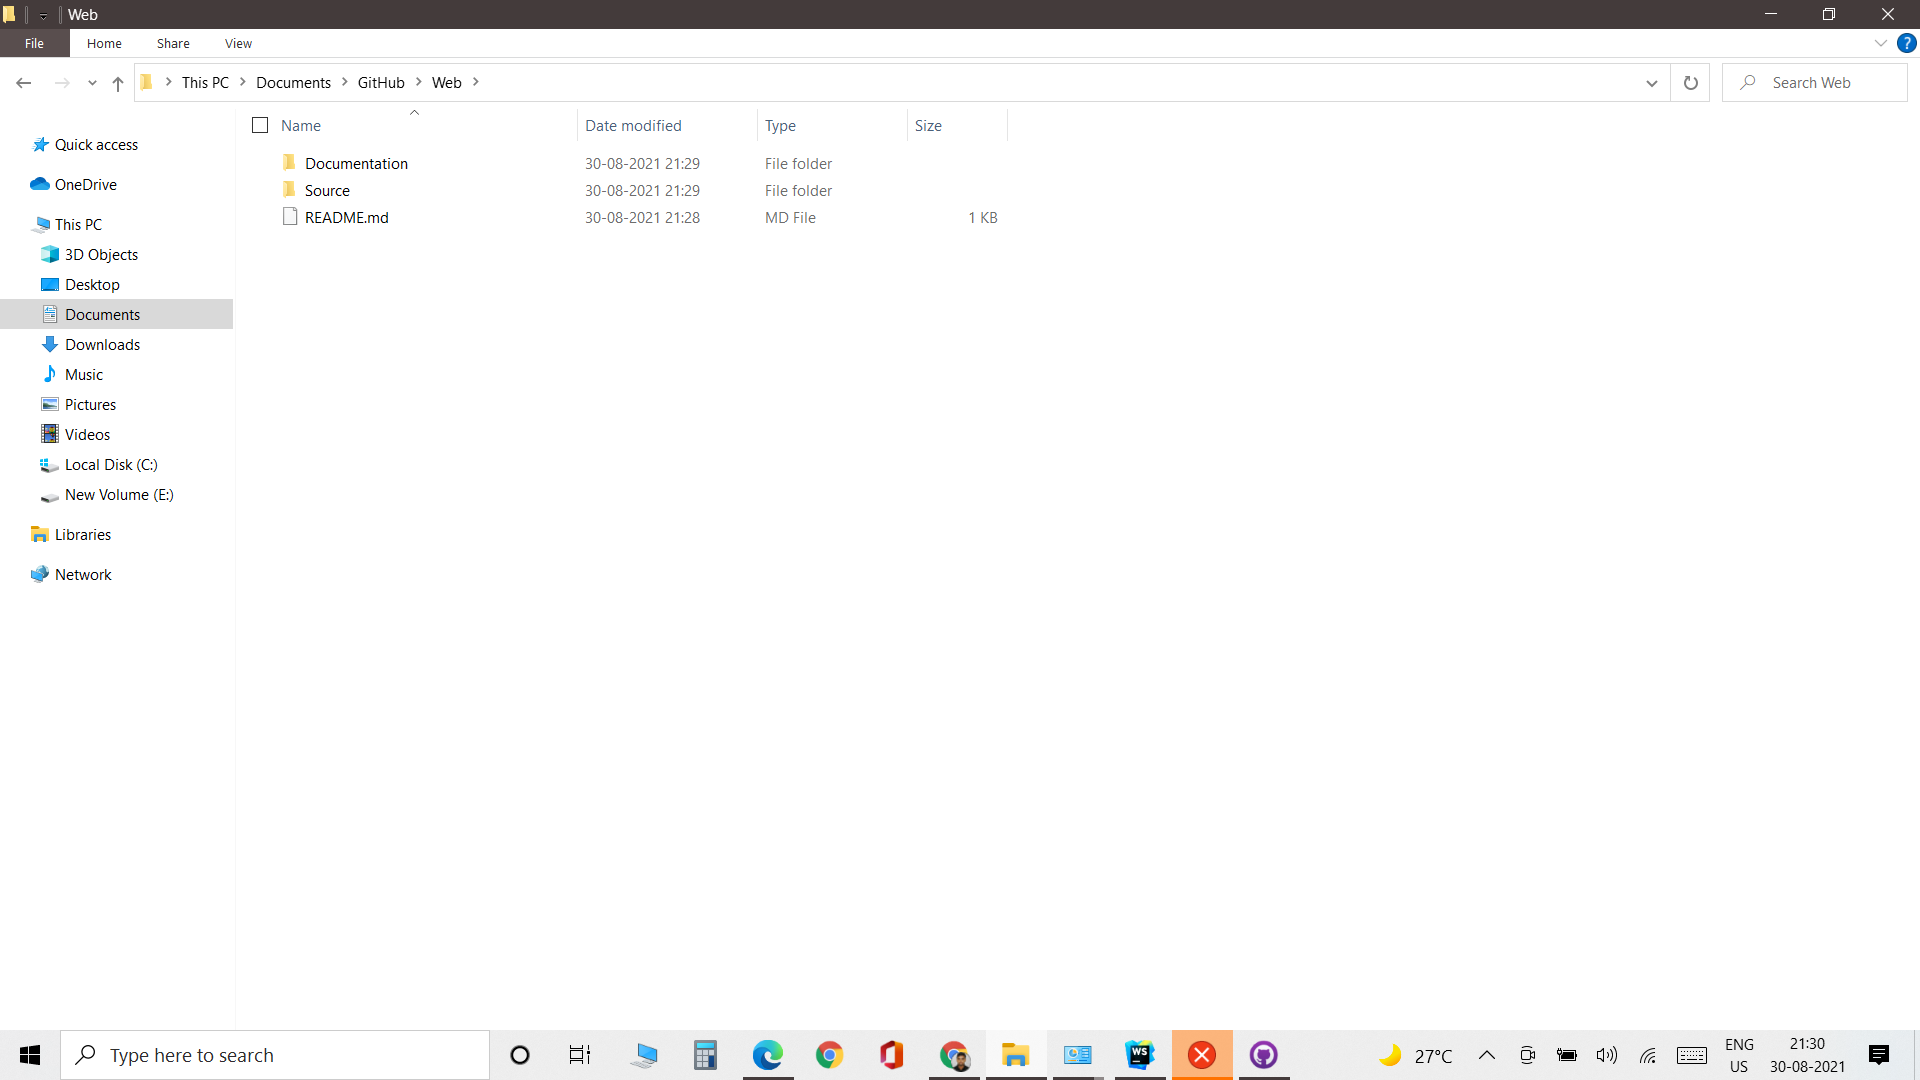 Web
File Home Share View ?
This PC Documents GitHub Web Search Web
Name Date modified Type Size
Documentation 30-08-2021 21:29 File folder
Source 30-08-2021 21:29 File folder
README.md 30-08-2021 21:28 MD File 1 KB
Quick access
OneDrive
This PC
3D Objects
Desktop
Documents
Downloads
Music
Pictures
Videos
Local Disk (C:)
New Volume (E:)
Libraries
Network
Type here to search WS 27°C ENG 21:30
US 30-08-2021